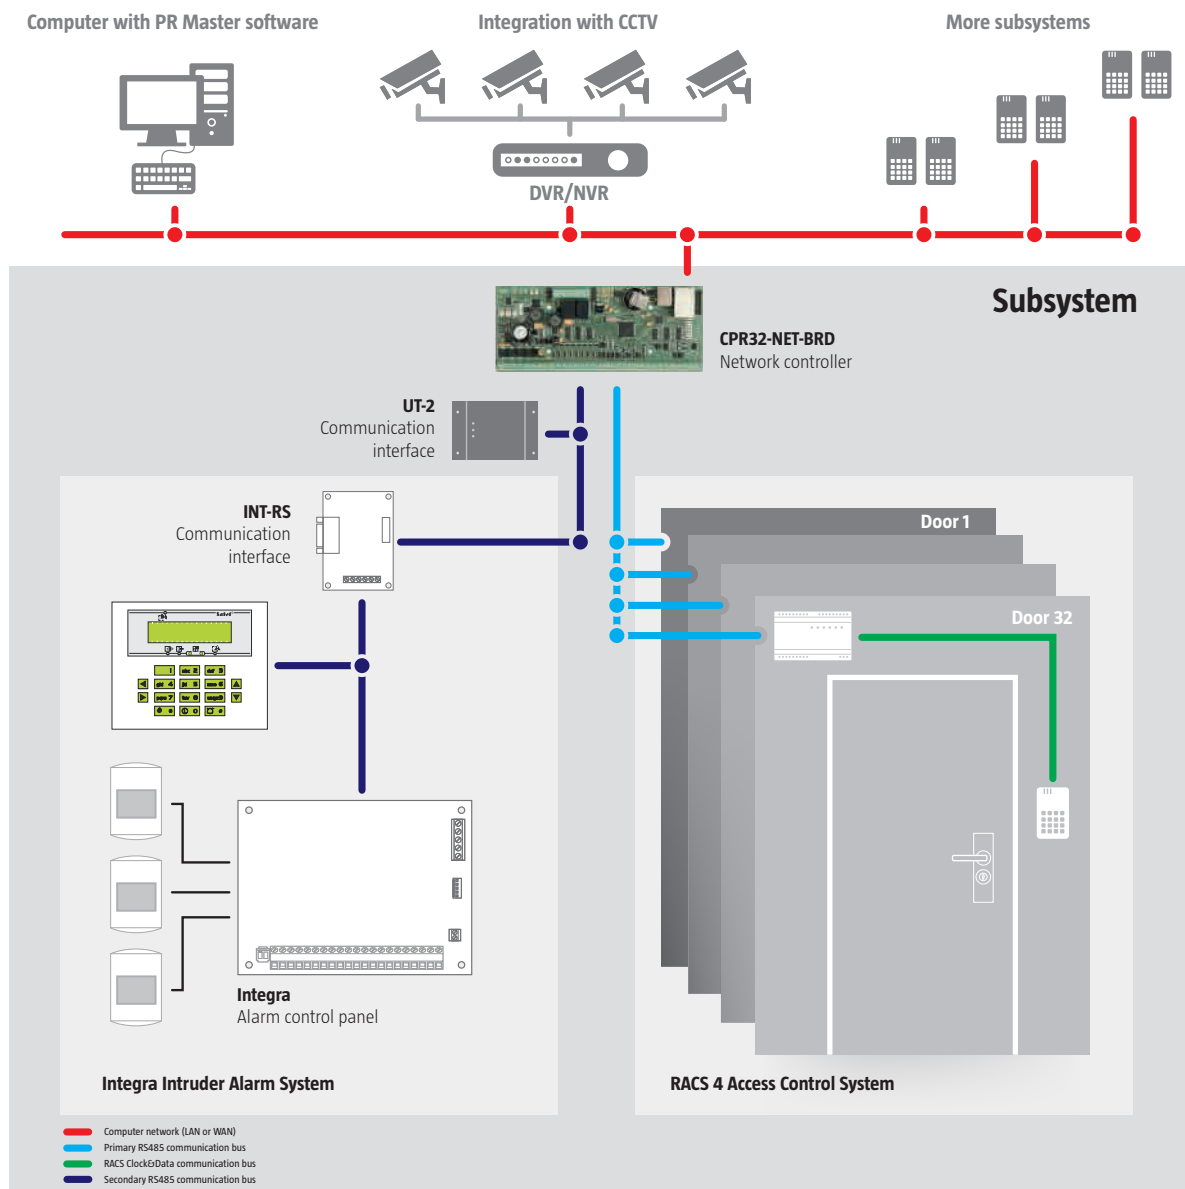 Computer with PR Master software
Integration with CCTV
More subsystems
DVR/NVR
Subsystem
CPR32-NET-BRD
Network controller
UT-2
Communication
interface
INT-RS
Communication
interface
Door 1
Door 32
Integra
Alarm control panel
Integra Intruder Alarm System
RACS 4 Access Control System
Computer network (LAN or WAN)
Primary RS485 communication bus
RACS Clock&Data communication bus
Secondary RS485 communication bus